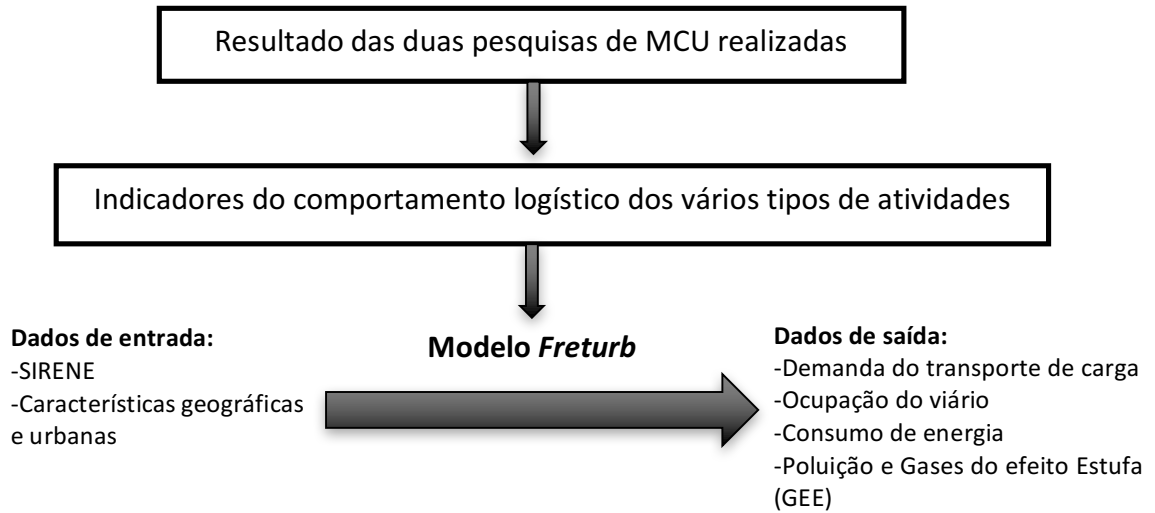 Resultado das duas pesquisas de MCU realizadas
Indicadores do comportamento logístico dos vários tipos de atividades
Dados de entrada:
-SIRENE
-Característícas geográficas
e urbanas
Modelo Freturb
Dados de saída:
-Demanda do transporte de carga
-Ocupação do viário
-Consumo de energia
-Poluição e Gases do efeito Estufa
(GEE)